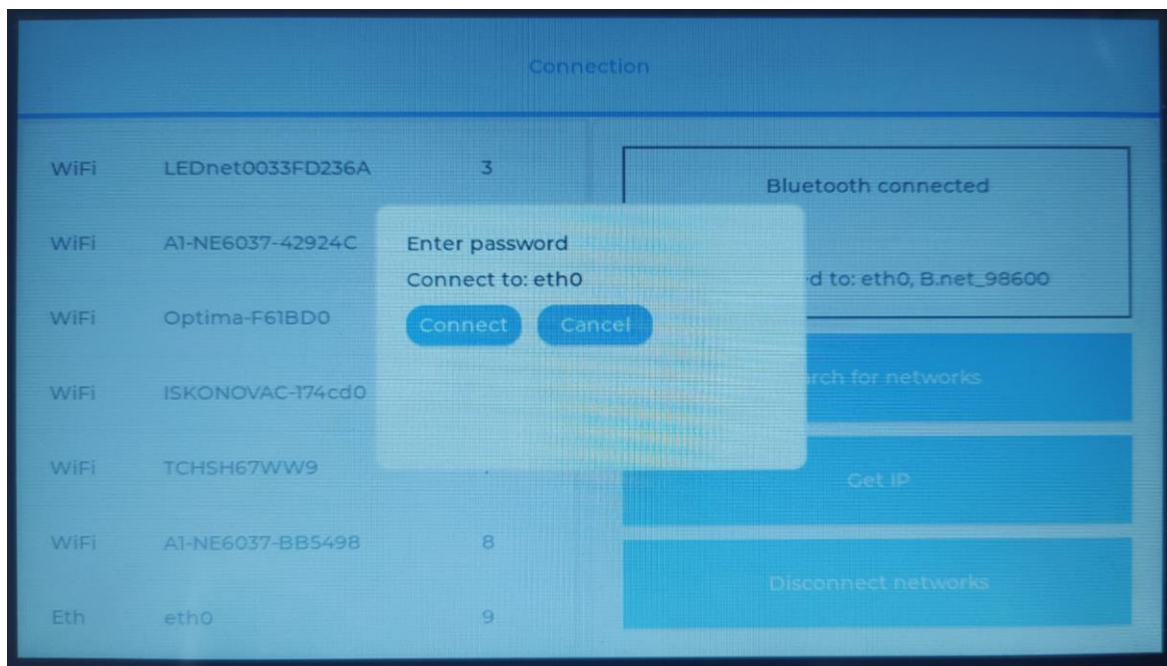 Connection
WiFi LEDnet0033FD236A 3
WiFi A1-NE6037-42924C
WiFi Optima-F61BD0
WiFi ISKONOVAC-174cd0
WiFi TCHSH67WW9
WiFi A1-NE6037-BB5498 8
Eth eth0 9
Enter password
Connect to: eth0
Connect Cancel
Bluetooth connected
d to: eth0, B.net_98600
rch for networks
Get IP
Disconnect networks